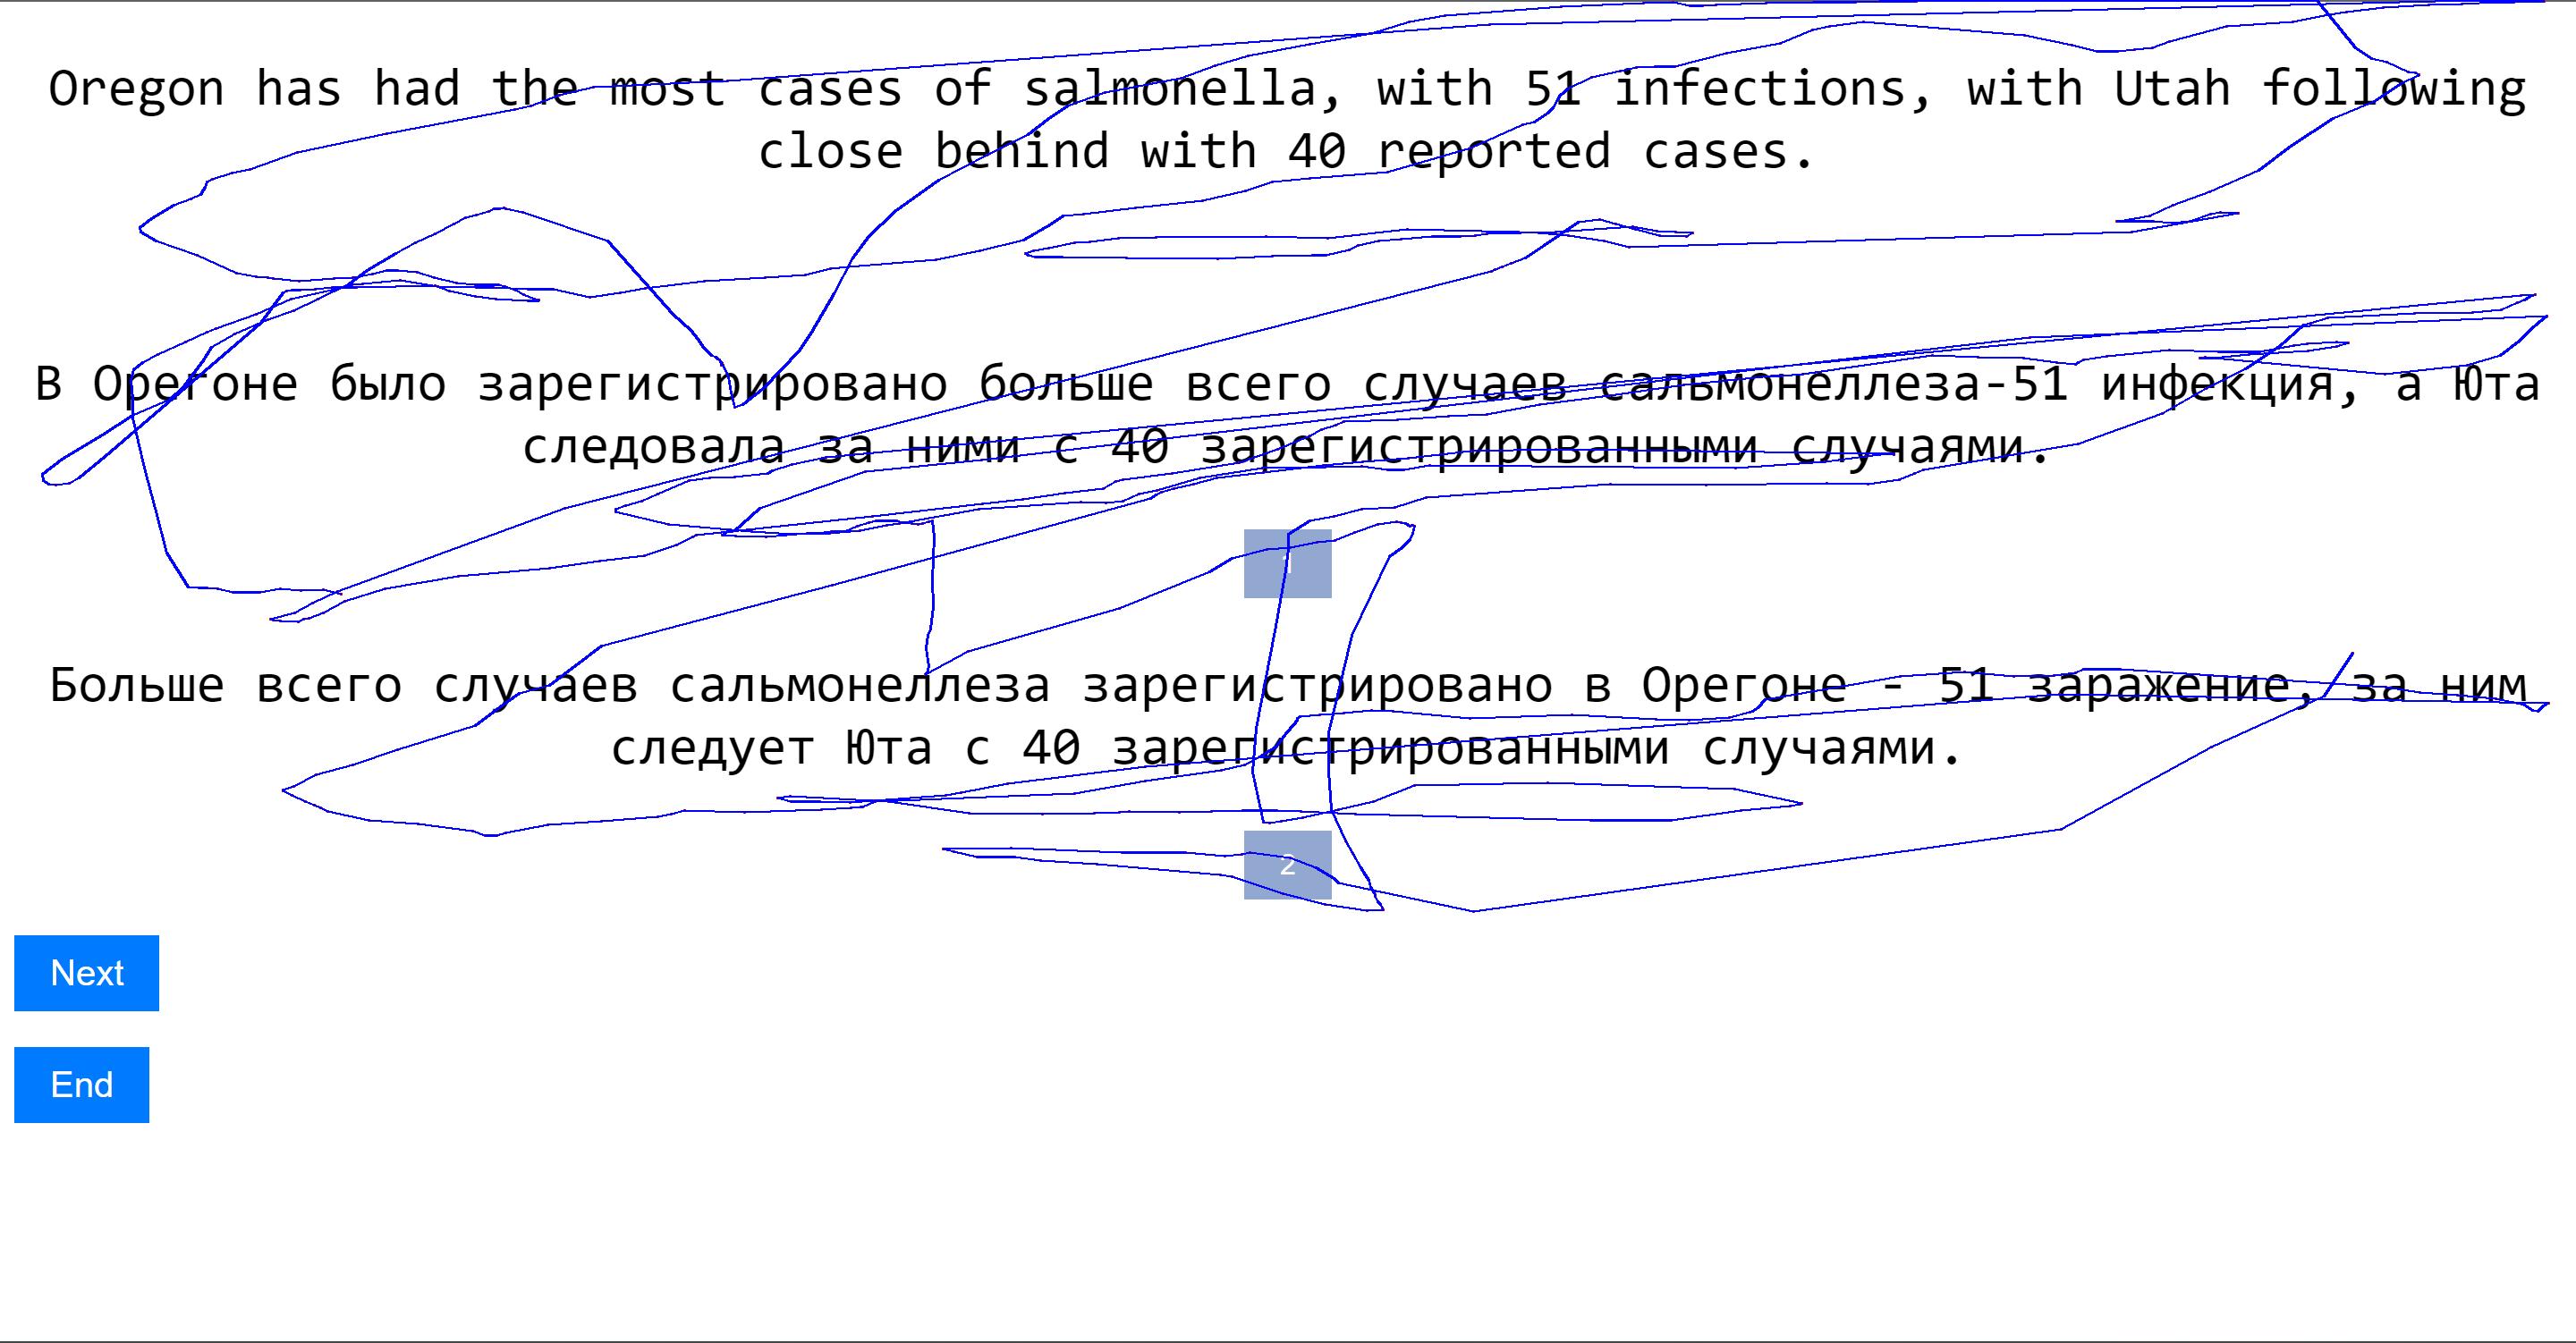 Oregon has had the most cases of salmonella, with 51 infections, with Utah following
close behind with 40 reported cases.
В Орегоне было зарегистрировано больше всего случаев сальмонеллеза-51 инфекция, а Юта
следовала за ними с 40 зарегистрированными случаями.
1
Больше всего случаев сальмонеллеза зарегистрировано в Орегоне - 51 заражение, за ним
следует Юта с 40 зарегистрированными случаями.
2
Next
End